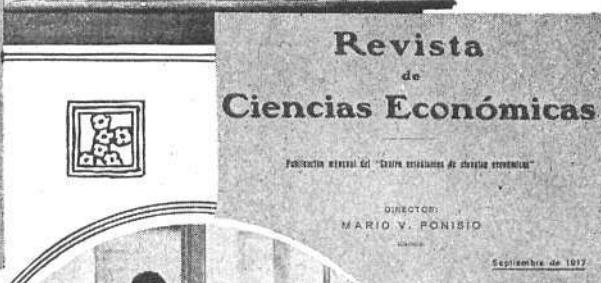 Revista
de
Ciencias Económicas
Publicación mensual del "Centro estudiantes de ciencias económicas"
DIRECTOR:
MARIO V. PONISIO
Septiembre de 1917